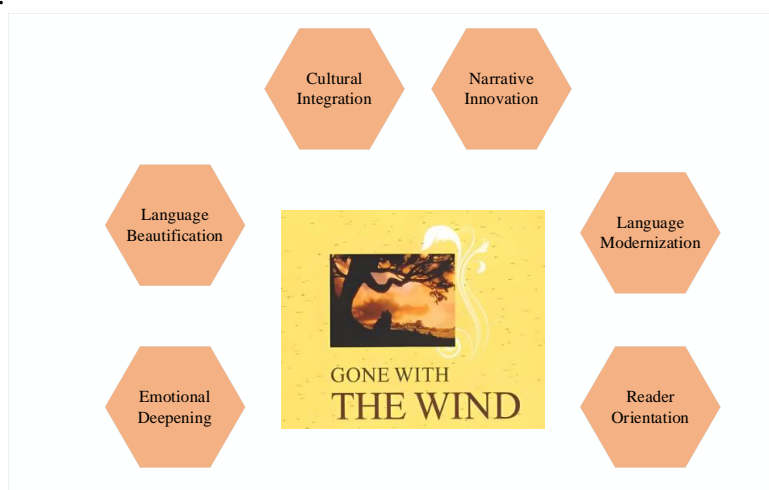 Cultural
Integration
Narrative
Innovation
Language
Beautification
Language
Modernization
GONE WITH
THE WIND
Emotional
Deepening
Reader
Orientation